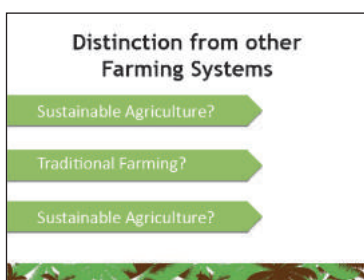 Distinction from other
Farming Systems
Sustainable Agriculture?
Traditional Farming?
Sustainable Agriculture?